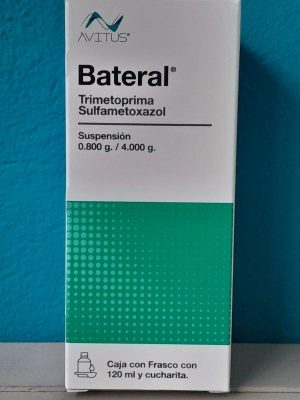 AVITUS®
Bateral®
Trimetoprima
Sulfametoxazol
Suspensión
0.800 g. / 4.000 g.
Caja con Frasco con
120 ml y cucharita.